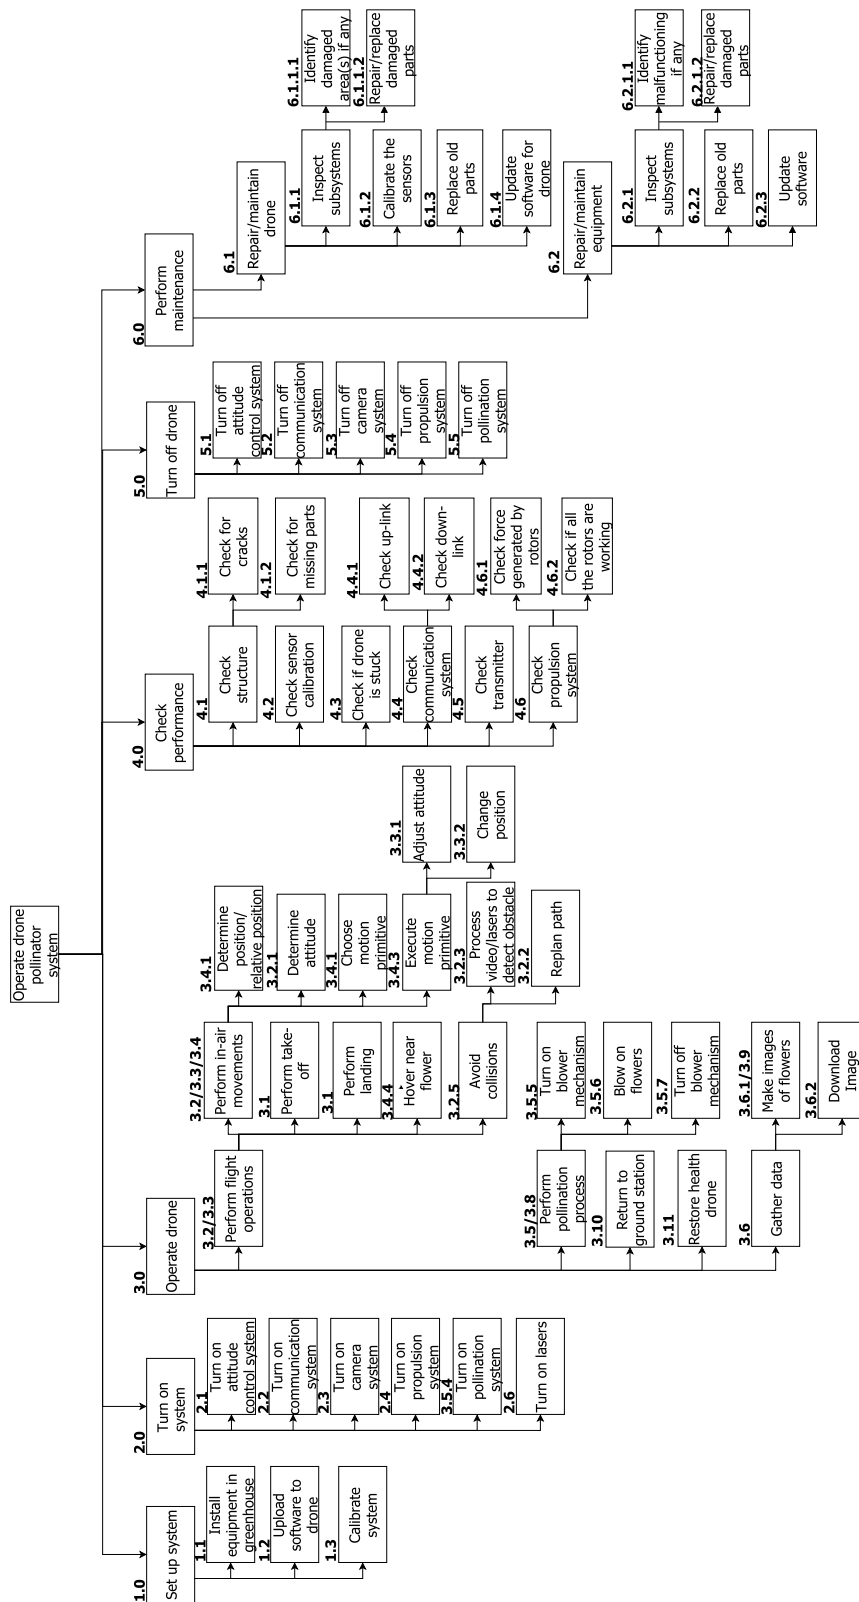 Operate drone
pollinator
system
1.0
Set up system
1.1
Install
equipment in
greenhouse
1.2
Upload
software to
drone
1.3
Calibrate
system
2.0
Turn on
system
2.1
Turn on
attitude
control system
2.2
Turn on
communication
system
2.3
Turn on
camera
system
2.4
Turn on
propulsion
system
3.5.4
Turn on
pollination
system
2.6
Turn on lasers
3.0
Operate drone
3.2/3.3
Perform flight
operations
3.2/3.3/3.4
Perform in-air
movements
3.4.1
Determine
position/
relative position
3.2.1
Determine
attitude
3.4.1
Choose
motion
primitive
3.4.3
Execute
motion
primitive
3.3.1
Adjust attitude
3.3.2
Change
position
3.1
Perform take-
off
3.1
Perform
landing
3.4.4
Hover near
flower
3.2.5
Avoid
collisions
3.2.3
Process
video/lasers to
detect obstacle
3.2.2
Replan path
3.5/3.8
Perform
pollination
process
3.5.5
Turn on
blower
mechanism
3.5.6
Blow on
flowers
3.5.7
Turn off
blower
mechanism
3.10
Return to
ground station
3.11
Restore health
drone
3.6
Gather data
3.6.1/3.9
Make images
of flowers
3.6.2
Download
Image
4.0
Check
performance
4.1
Check
structure
4.1.1
Check for
cracks
4.1.2
Check for
missing parts
4.2
Check sensor
calibration
4.3
Check if drone
is stuck
4.4
Check
communication
system
4.4.1
Check up-link
4.4.2
Check down-
link
4.5
Check
transmitter
4.6
Check
propulsion
system
4.6.1
Check force
generated by
rotors
4.6.2
Check if all
the rotors are
working
5.0
Turn off drone
5.1
Turn off
attitude
control system
5.2
Turn off
communication
system
5.3
Turn off
camera
system
5.4
Turn off
propulsion
system
5.5
Turn off
pollination
system
6.0
Perform
maintenance
6.1
Repair/maintain
drone
6.1.1
Inspect
subsystems
6.1.1.1
Identify
damaged
area(s) if any
6.1.1.2
Repair/replace
damaged
parts
6.1.2
Calibrate the
sensors
6.1.3
Replace old
parts
6.1.4
Update
software for
drone
6.2
Repair/maintain
equipment
6.2.1
Inspect
subsystems
6.2.1.1
Identify
malfunctioning
if any
6.2.1.2
Repair/replace
damaged
parts
6.2.2
Replace old
parts
6.2.3
Update
software